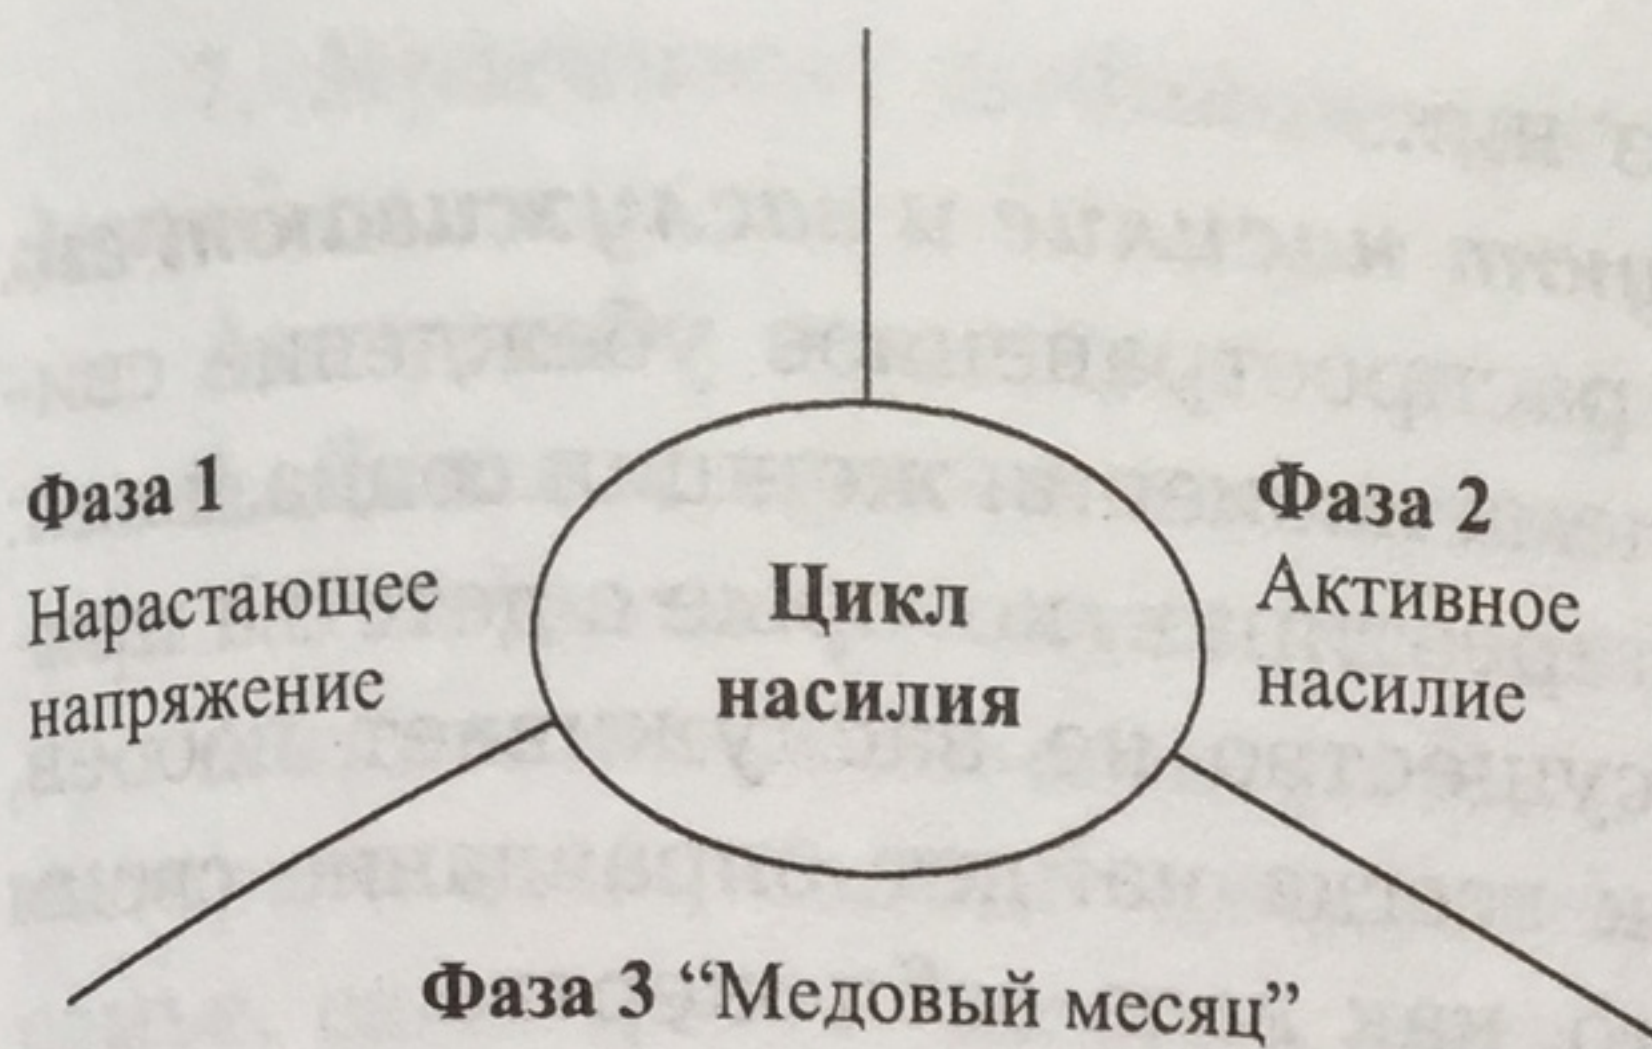 Фаза 1
Нарастающее
напряжение
Цикл
насилия
Фаза 2
Активное
насилие
Фаза 3 “Медовый месяц”